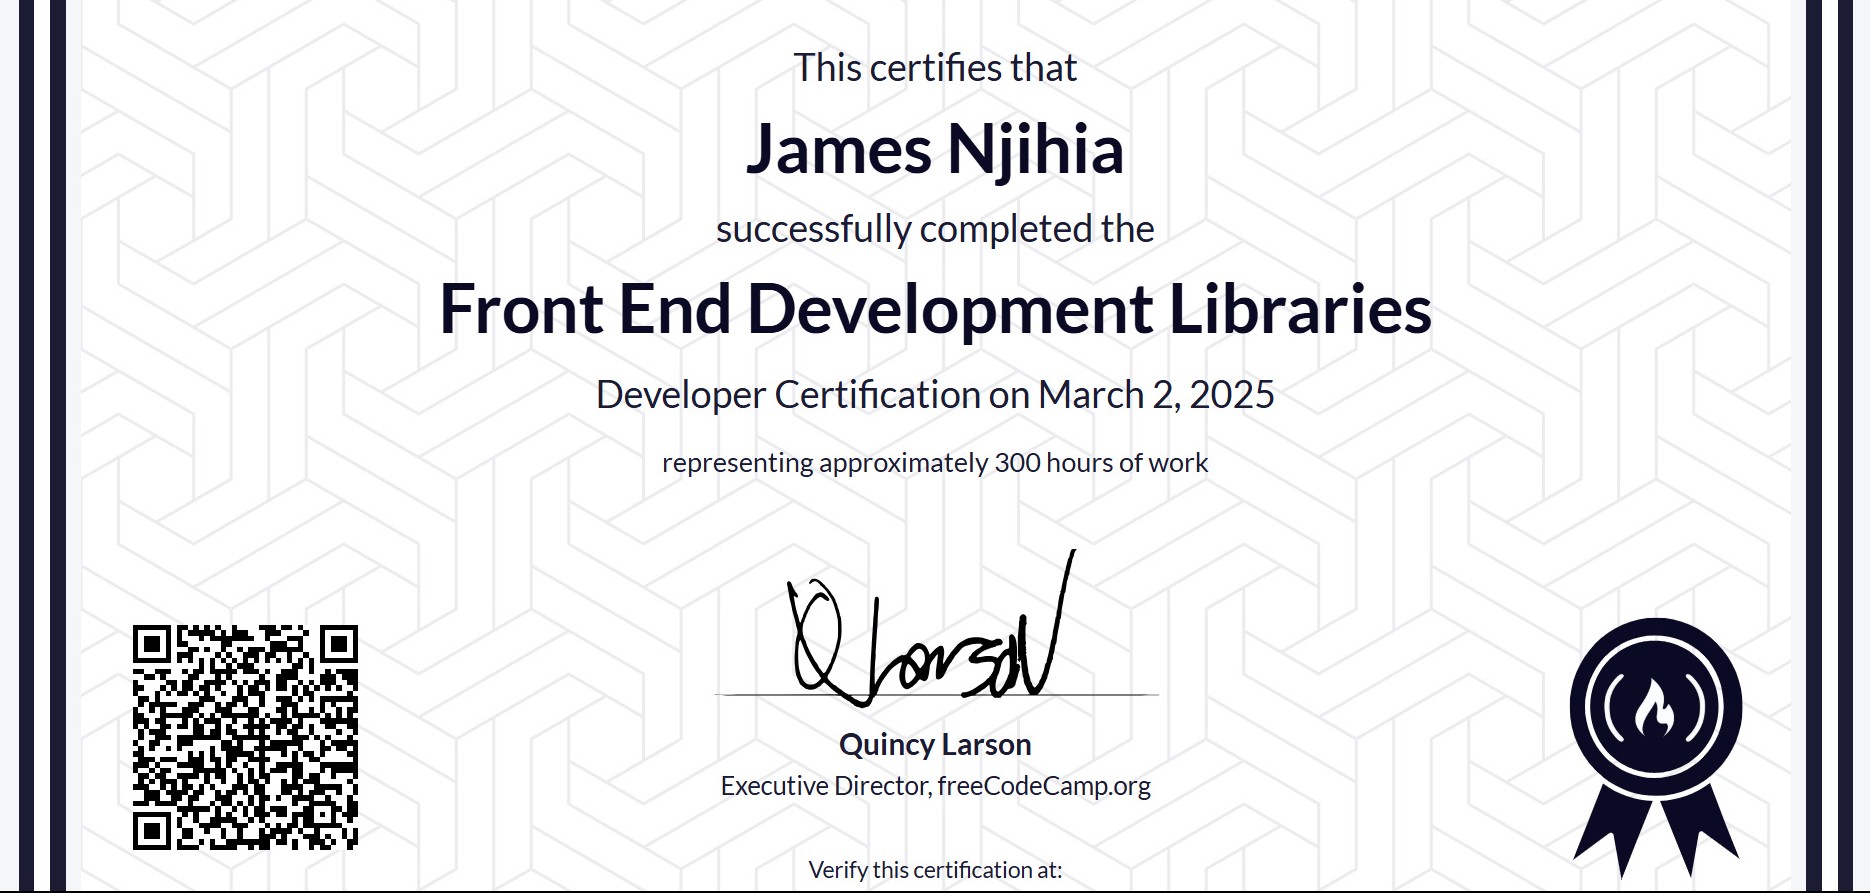 This certifies that
James Njihia
successfully completed the
Front End Development Libraries
Developer Certification on March 2, 2025
representing approximately 300 hours of work
Quincy Larson
Executive Director, freeCodeCamp.org
Verify this certification at: